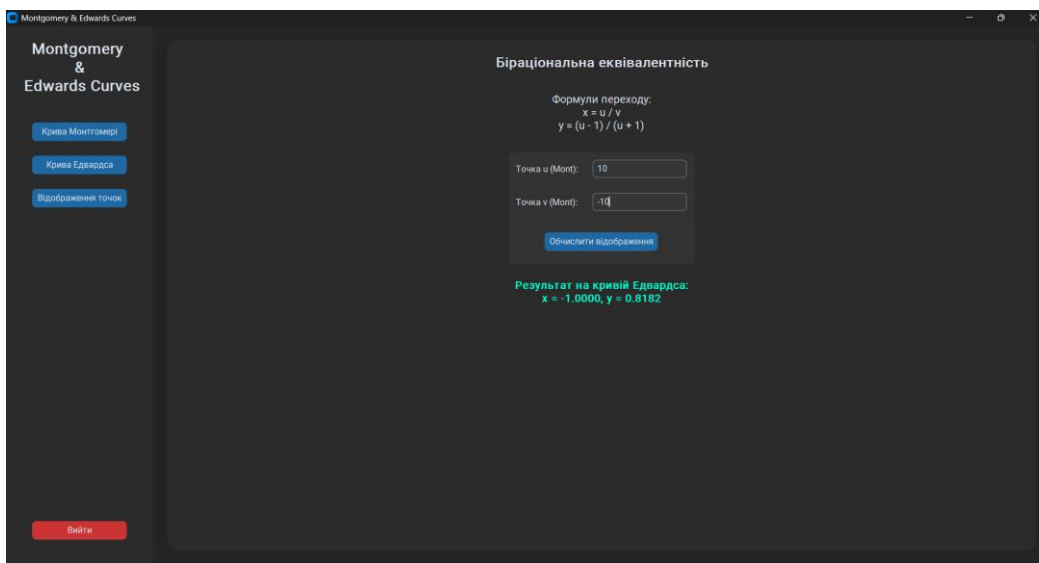 Montgomery & Edwards Curves
Montgomery
&
Edwards Curves
Крива Монтгомері
Крива Едвардса
Відображення точок
Вийти
Біраціональна еквівалентність
Формули переходу:
x = u / v
y = (u - 1) / (u + 1)
Точка u (Mont): 10
Точка v (Mont): -10
Обчислити відображення
Результат на кривій Едвардса:
x = -1.0000, y = 0.8182